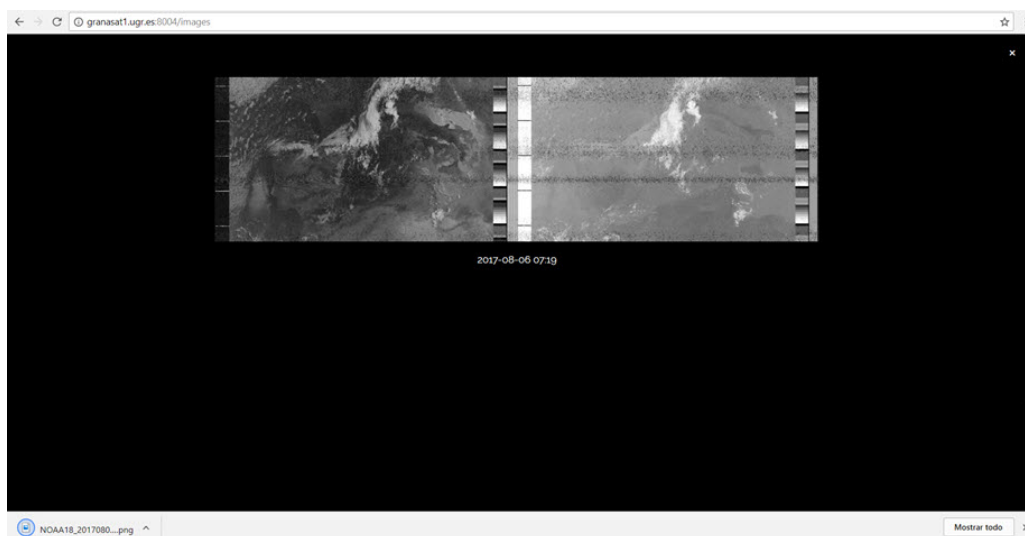 granasat1.ugr.es:8004/images
2017-08-06 07:19
NOAA18_2017080....png
Mostrar todo